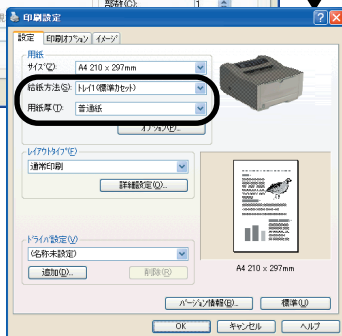 部数(C): 1
印刷設定
設定 印刷ｵﾌﾟｼｮﾝ ｲﾒｰｼﾞ
用紙
ｻｲｽﾞ(Z): A4 210 x 297mm
給紙方法(S): ﾄﾚｲ1(標準ｶｾｯﾄ)
用紙厚(T): 普通紙
ｵﾌﾟｼｮﾝ(P)...
ﾚｲｱｳﾄﾀｲﾌﾟ(F)
通常印刷
詳細設定(O)...
ﾄﾞﾗｲﾊﾞ設定(V)
(名称未設定)
追加(D)... 削除(R)
A4 210 x 297mm
ﾊﾞｰｼﾞｮﾝ情報(B)... 標準(U)
OK ｷｬﾝｾﾙ ﾍﾙﾌﾟ